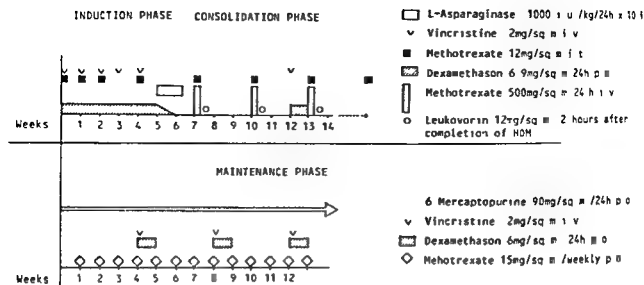 INDUCTION PHASE CONSOLIDATION PHASE
L-Asparaginase 1000 i u /kg/24h x 10 i
Vincristine 2mg/sq m i v
Methotrexate 12mg/sq m i t
Dexamethason 6 9mg/sq m 24h p
Methotrexate 500mg/sq m 24 h i v
Leukovorin 12mg/sq m 2 hours after
completion of HDM
Weeks 1 2 3 4 5 6 7 8 9 10 11 12 13 14
MAINTENANCE PHASE
6 Mercaptopurine 90mg/sq m /24h p o
Vincristine 2mg/sq m i v
Dexamethason 6mg/sq m 24h o
Mehotrexate 15mg/sq m /weekly p
Weeks 1 2 3 4 5 6 7 9 10 11 12